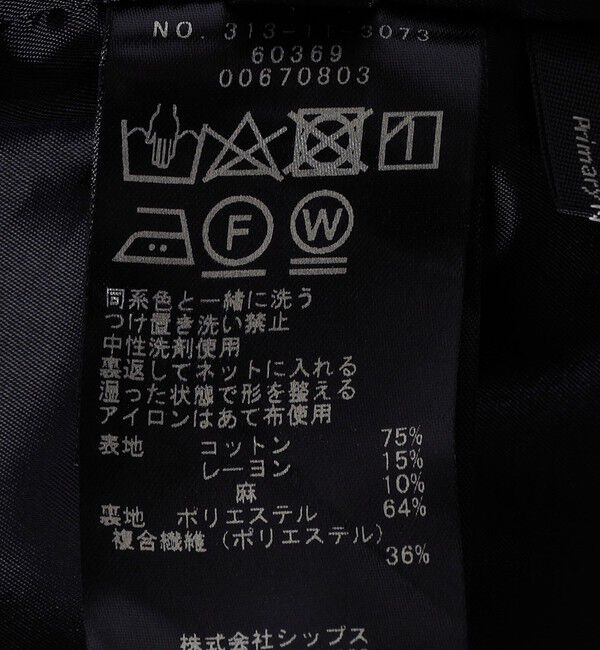 NO. 313-11-3073
60369
00670803
F
W
同系色と一緒に洗う
つけ置き洗い禁止
中性洗剤使用
裏返してネットに入れる
湿った状態で形を整える
アイロンはあて布使用
表地 コットン 75%
レーヨン 15%
麻 10%
裏地 ポリエステル 64%
複合繊維(ポリエステル)
36%
株式会社シップス